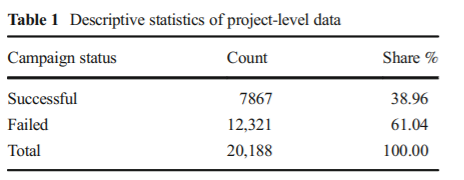 Table 1 Descriptive statistics of project-level data
Campaign status Count Share %
Successful 7867 38.96
Failed 12,321 61.04
Total 20,188 100.00